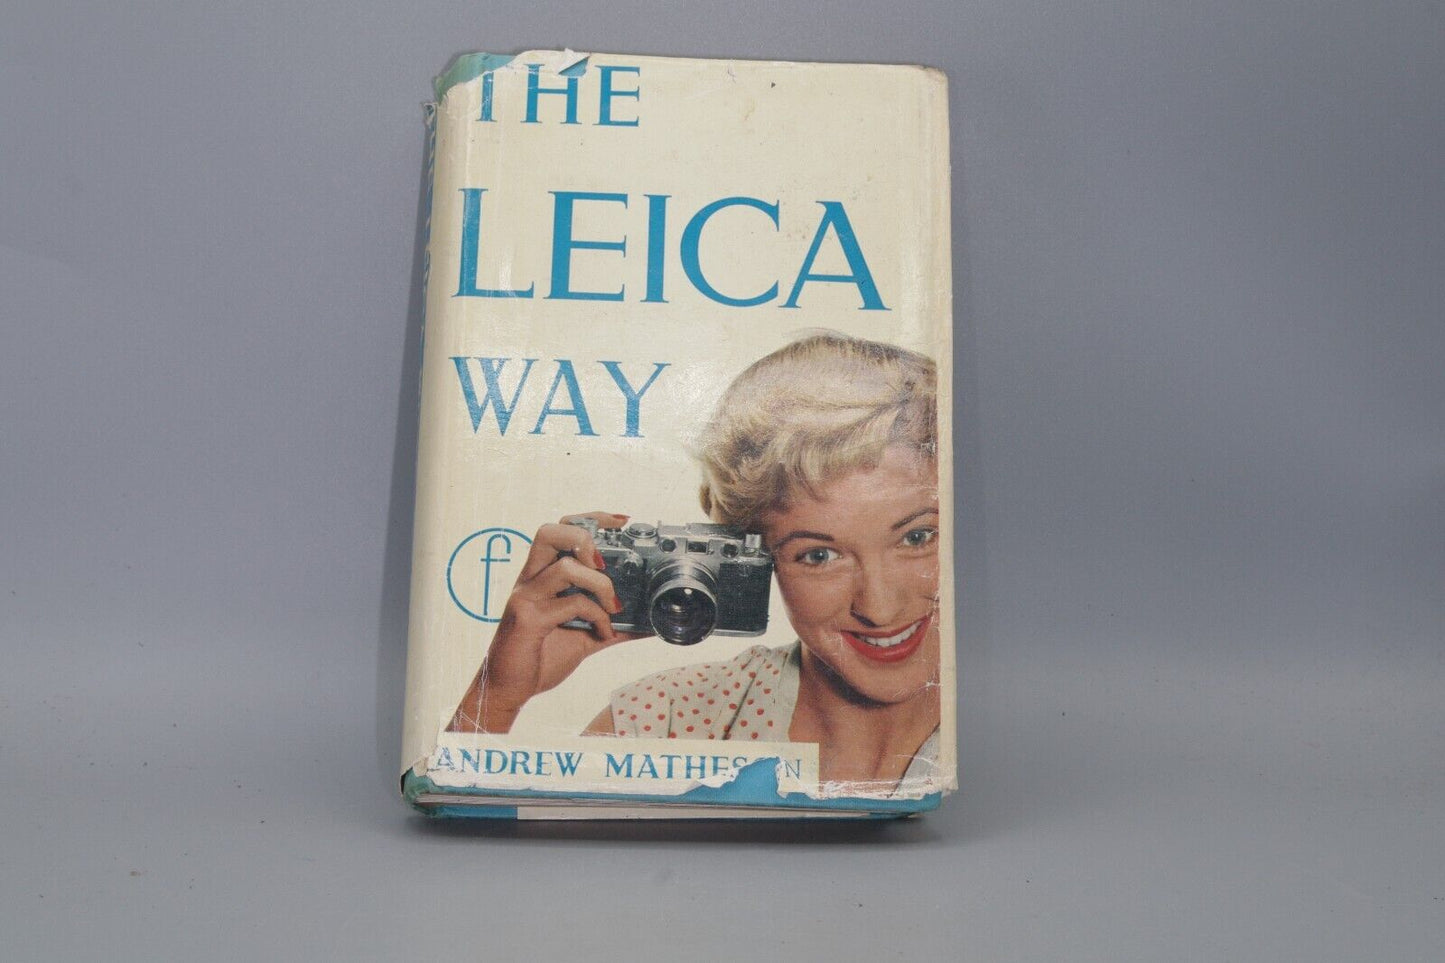 THE
LEICA
WAY
f
ANDREW MATHESON